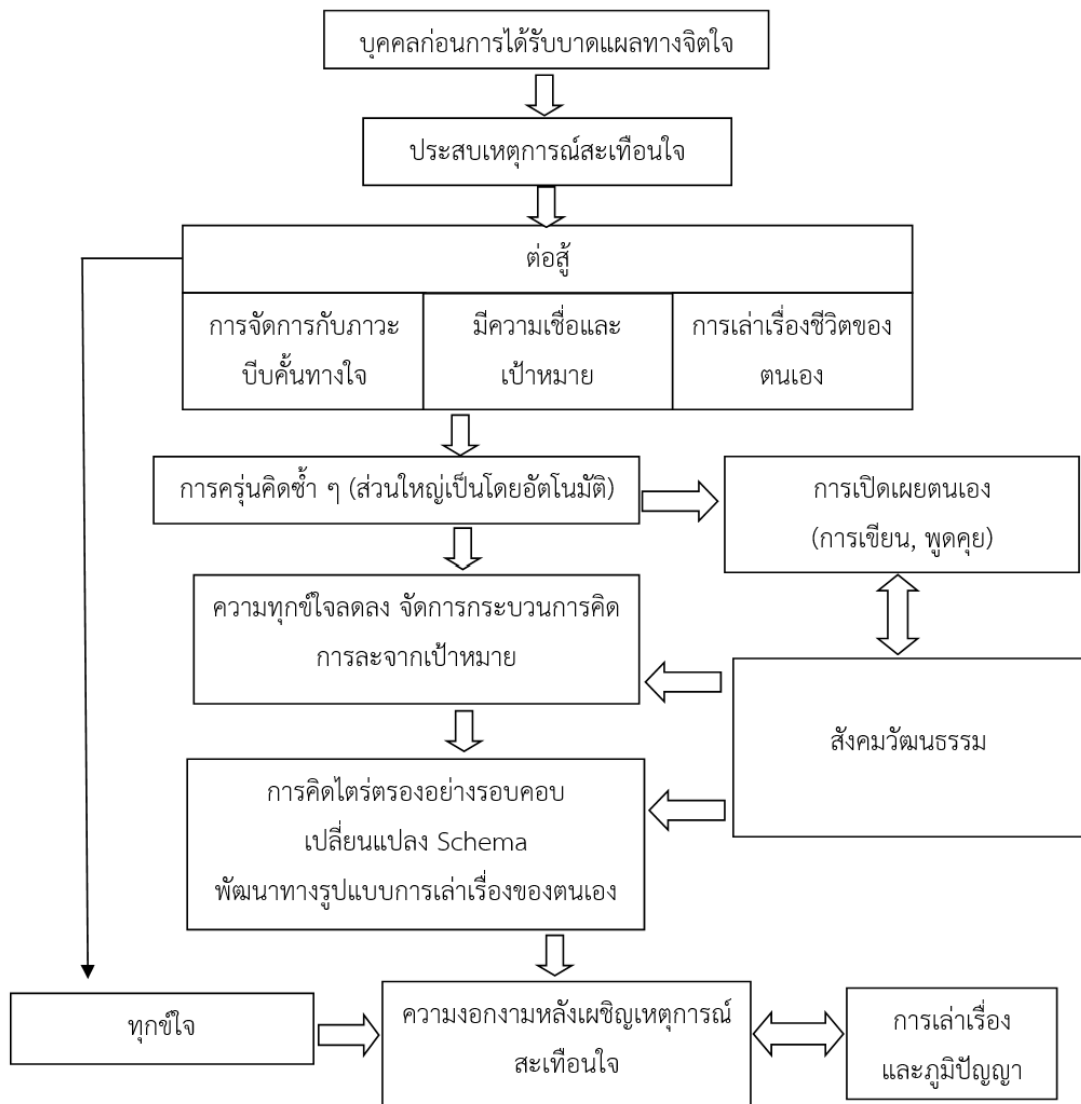 บุคคลก่อนการได้รับบาดแผลทางจิตใจ
ประสบเหตุการณ์สะเทือนใจ
ต่อสู้
การจัดการกับภาวะ
บีบคั้นทางใจ
มีความเชื่อและ
เป้าหมาย
การเล่าเรื่องชีวิตของ
ตนเอง
การครุ่นคิดซ้ำ ๆ (ส่วนใหญ่เป็นโดยอัตโนมัติ)
การเปิดเผยตนเอง
(การเขียน, พูดคุย)
ความทุกข์ใจลดลง จัดการกระบวนการคิด
การละจากเป้าหมาย
สังคมวัฒนธรรม
การคิดไตร่ตรองอย่างรอบคอบ
เปลี่ยนแปลง Schema
พัฒนาทางรูปแบบการเล่าเรื่องของตนเอง
ทุกข์ใจ
ความงอกงามหลังเผชิญเหตุการณ์
สะเทือนใจ
การเล่าเรื่อง
และภูมิปัญญา